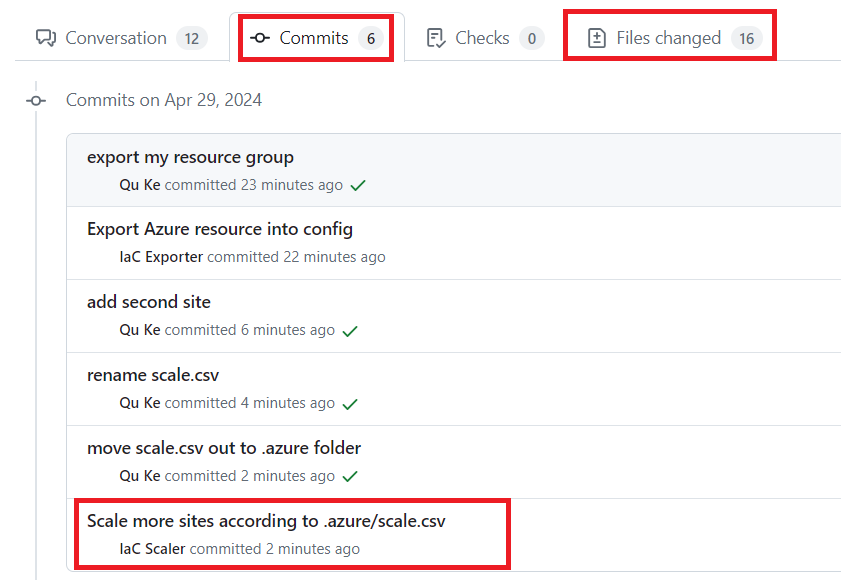 Conversation 12 Commits 6 Checks 0 Files changed 16
Commits on Apr 29, 2024
export my resource group
Qu Ke committed 23 minutes ago
Export Azure resource into config
IaC Exporter committed 22 minutes ago
add second site
Qu Ke committed 6 minutes ago
rename scale.csv
Qu Ke committed 4 minutes ago
move scale.csv out to .azure folder
Qu Ke committed 2 minutes ago
Scale more sites according to .azure/scale.csv
IaC Scaler committed 2 minutes ago